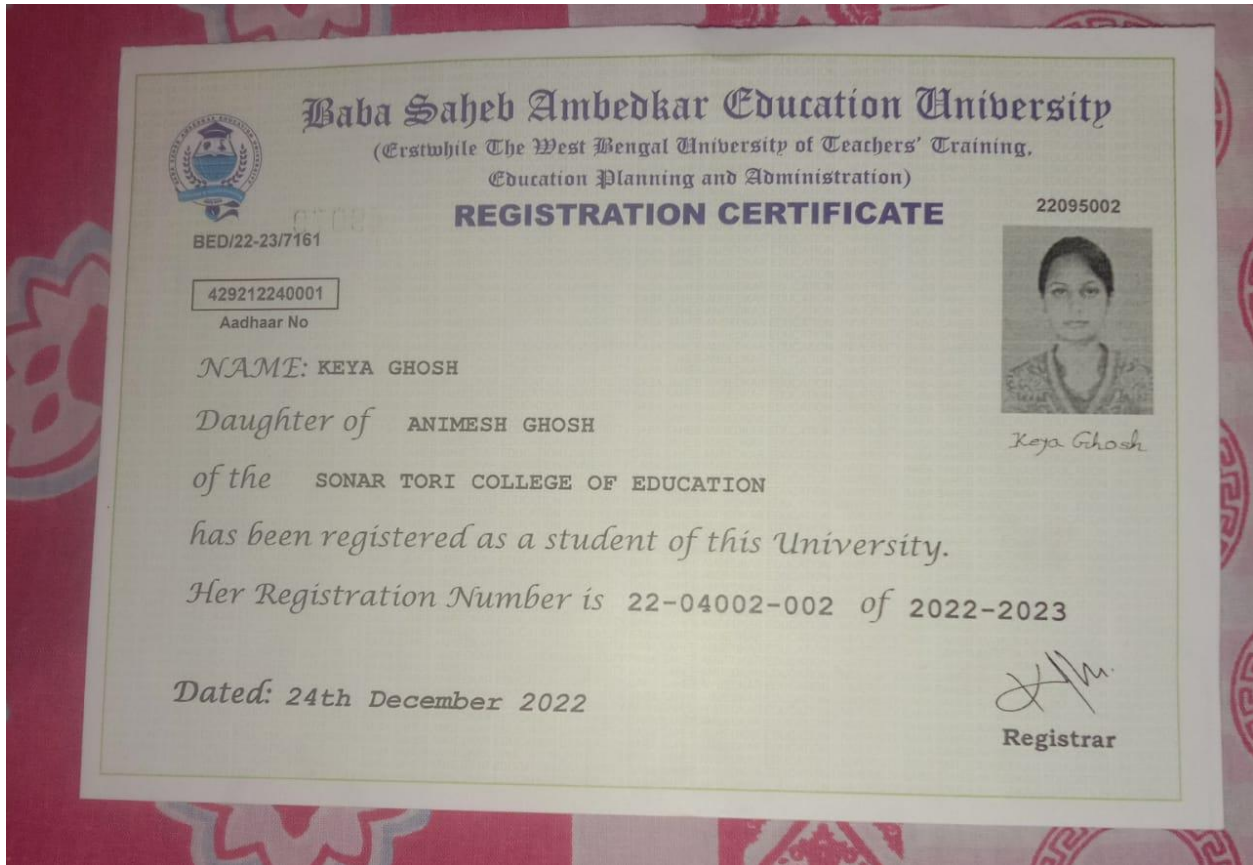 Baba Saheb Ambedkar Education University
(Erstwhile The West Bengal University of Teachers' Training,
Education Planning and Administration)
REGISTRATION CERTIFICATE
22095002
BED/22-23/7161
429212240001
Aadhaar No
NAME: KEYA GHOSH
Daughter of ANIMESH GHOSH
Keya Ghosh
of the SONAR TORI COLLEGE OF EDUCATION
has been registered as a student of this University.
Her Registration Number is 22-04002-002 of 2022-2023
Dated: 24th December 2022
Registrar